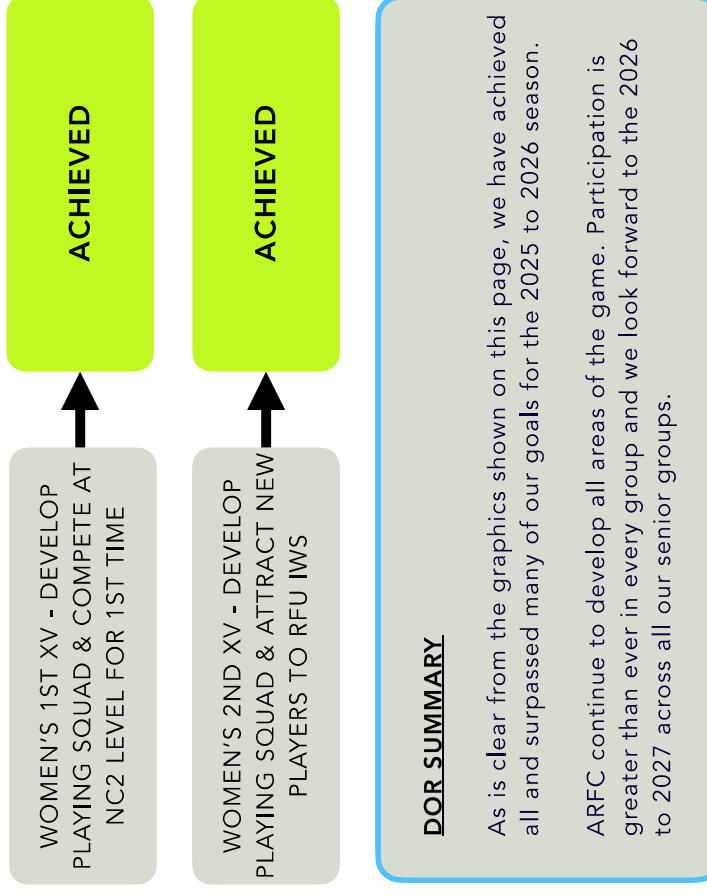 WOMEN'S 1ST XV - DEVELOP
PLAYING SQUAD & COMPETE AT
NC2 LEVEL FOR 1ST TIME
ACHIEVED
WOMEN'S 2ND XV - DEVELOP
PLAYING SQUAD & ATTRACT NEW
PLAYERS TO RFU IWS
ACHIEVED
DOR SUMMARY
As is clear from the graphics shown on this page, we have achieved
all and surpassed many of our goals for the 2025 to 2026 season.
ARFC continue to develop all areas of the game. Participation is
greater than ever in every group and we look forward to the 2026
to 2027 across all our senior groups.